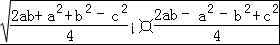 √(2ab+a²+b²-c²)/4 ¡ ¤ (2ab-a²-b²+c²)/4